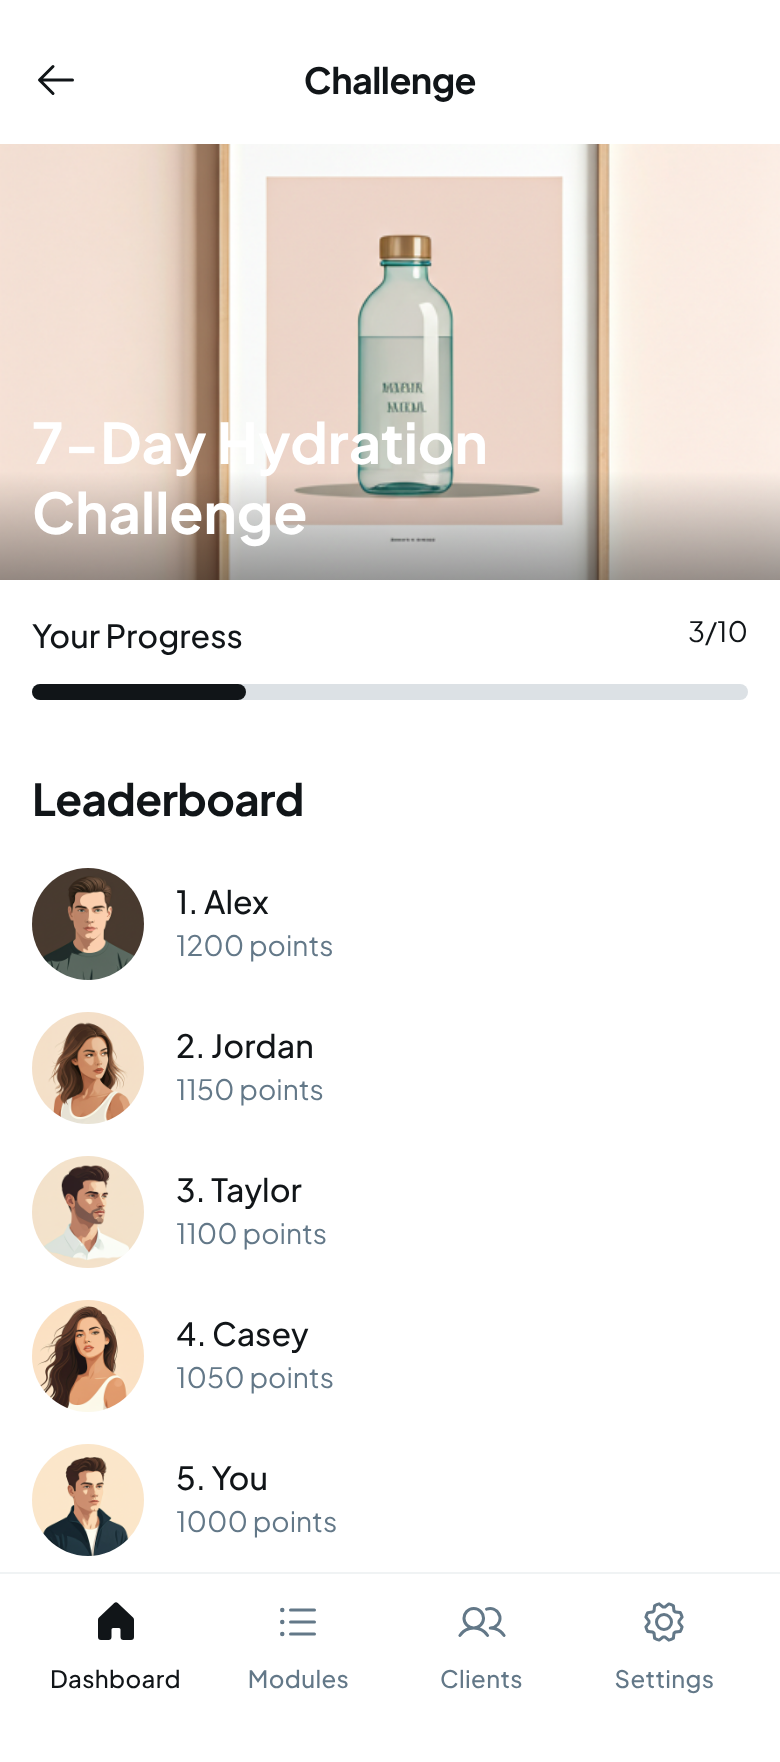 Challenge
7-Day Hydration
Challenge
Your Progress
3/10
Leaderboard
1. Alex
1200 points
2. Jordan
1150 points
3. Taylor
1100 points
4. Casey
1050 points
5. You
1000 points
Dashboard
Modules
Clients
Settings